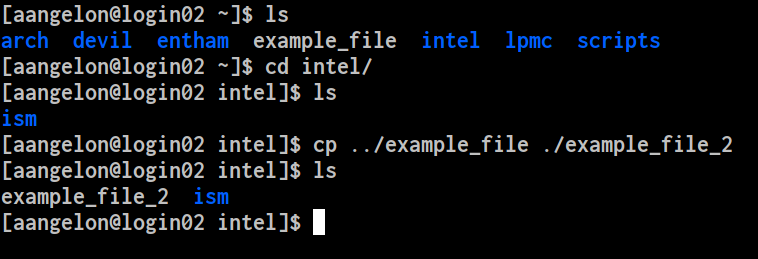 [aangelon@login02 ~]$ ls
arch  devil  entham  example_file  intel  lpmc  scripts
[aangelon@login02 ~]$ cd intel/
[aangelon@login02 intel]$ ls
ism
[aangelon@login02 intel]$ cp ../example_file ./example_file_2
[aangelon@login02 intel]$ ls
example_file_2  ism
[aangelon@login02 intel]$